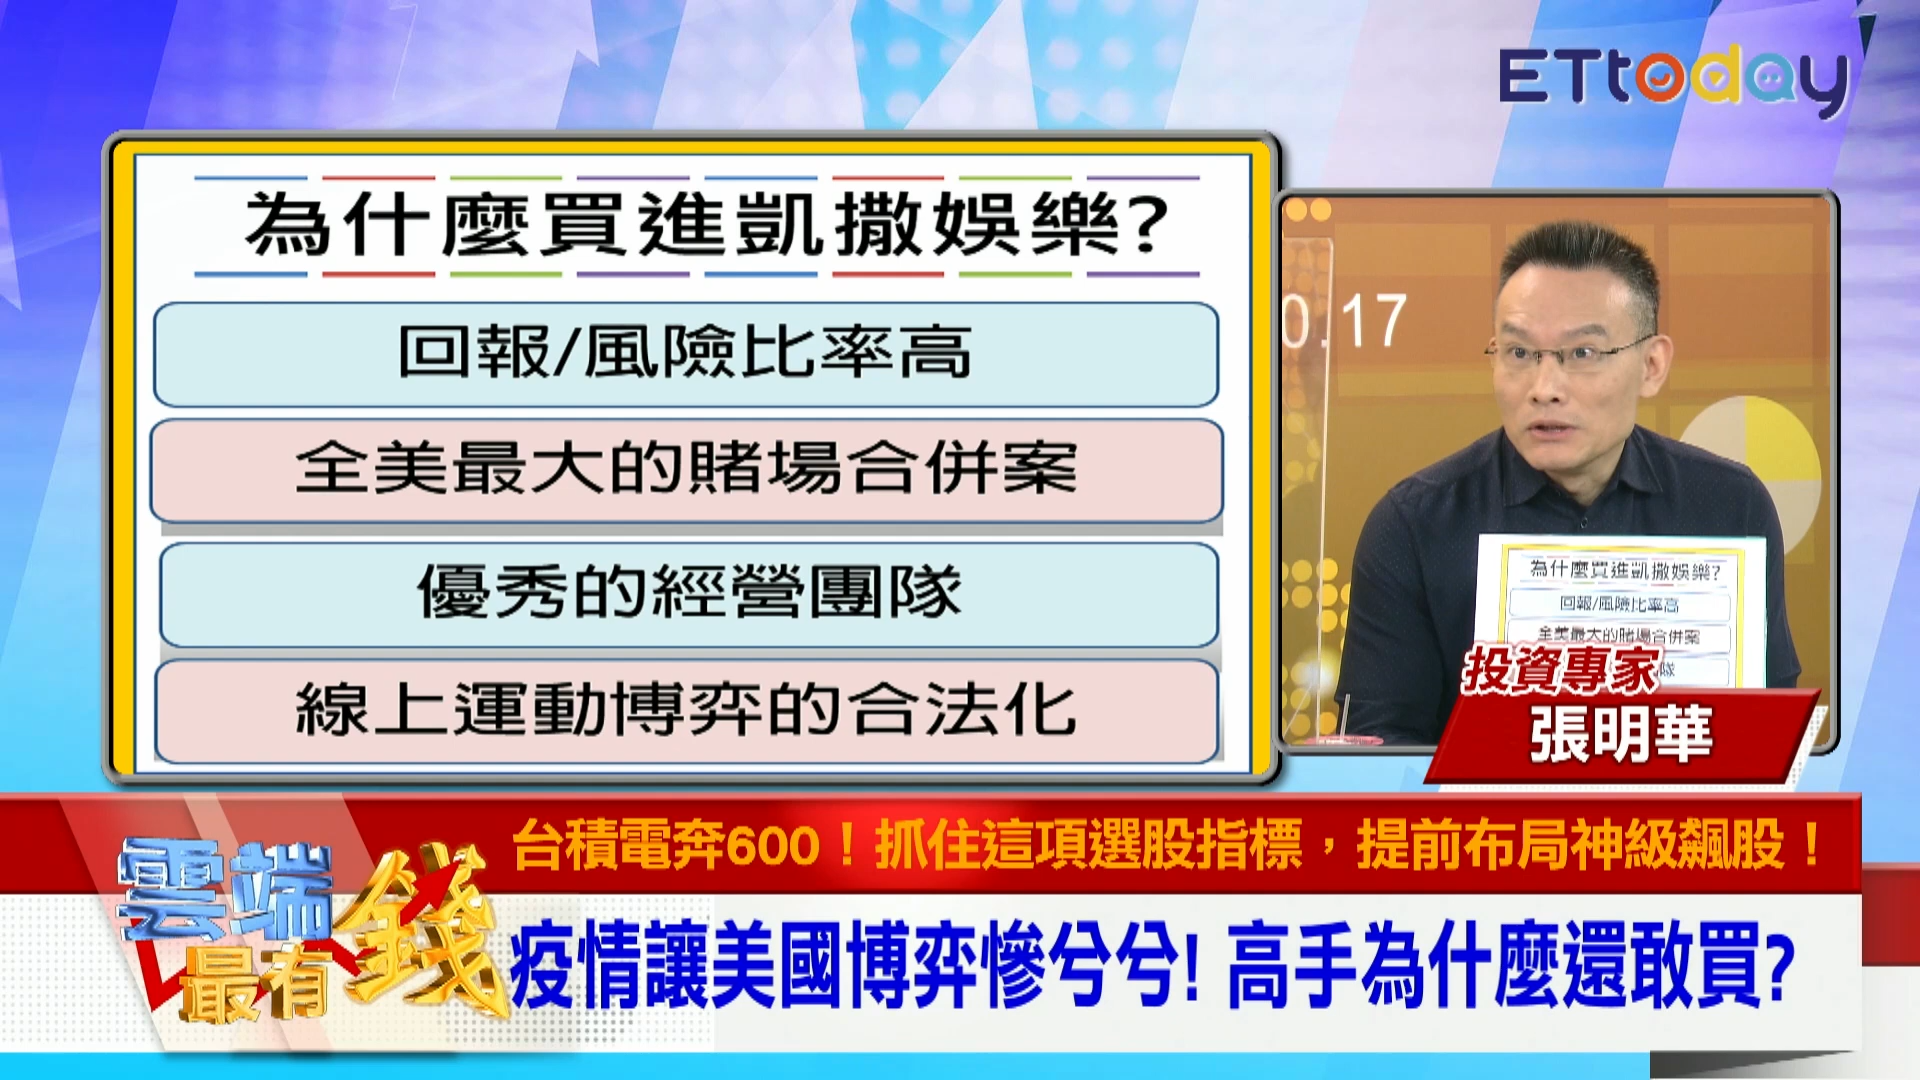 ETtoday
為什麼買進凱撒娛樂?
回報/風險比率高
全美最大的賭場合併案
優秀的經營團隊
線上運動博弈的合法化
0.17
為什麼買進凱撒娛樂?
回報/風險比率高
全美最大的賭場合併案
隊
投資專家
張明華
雲端最有錢
台積電奔600！抓住這項選股指標，提前布局神級飆股！
疫情讓美國博弈慘兮兮! 高手為什麼還敢買?